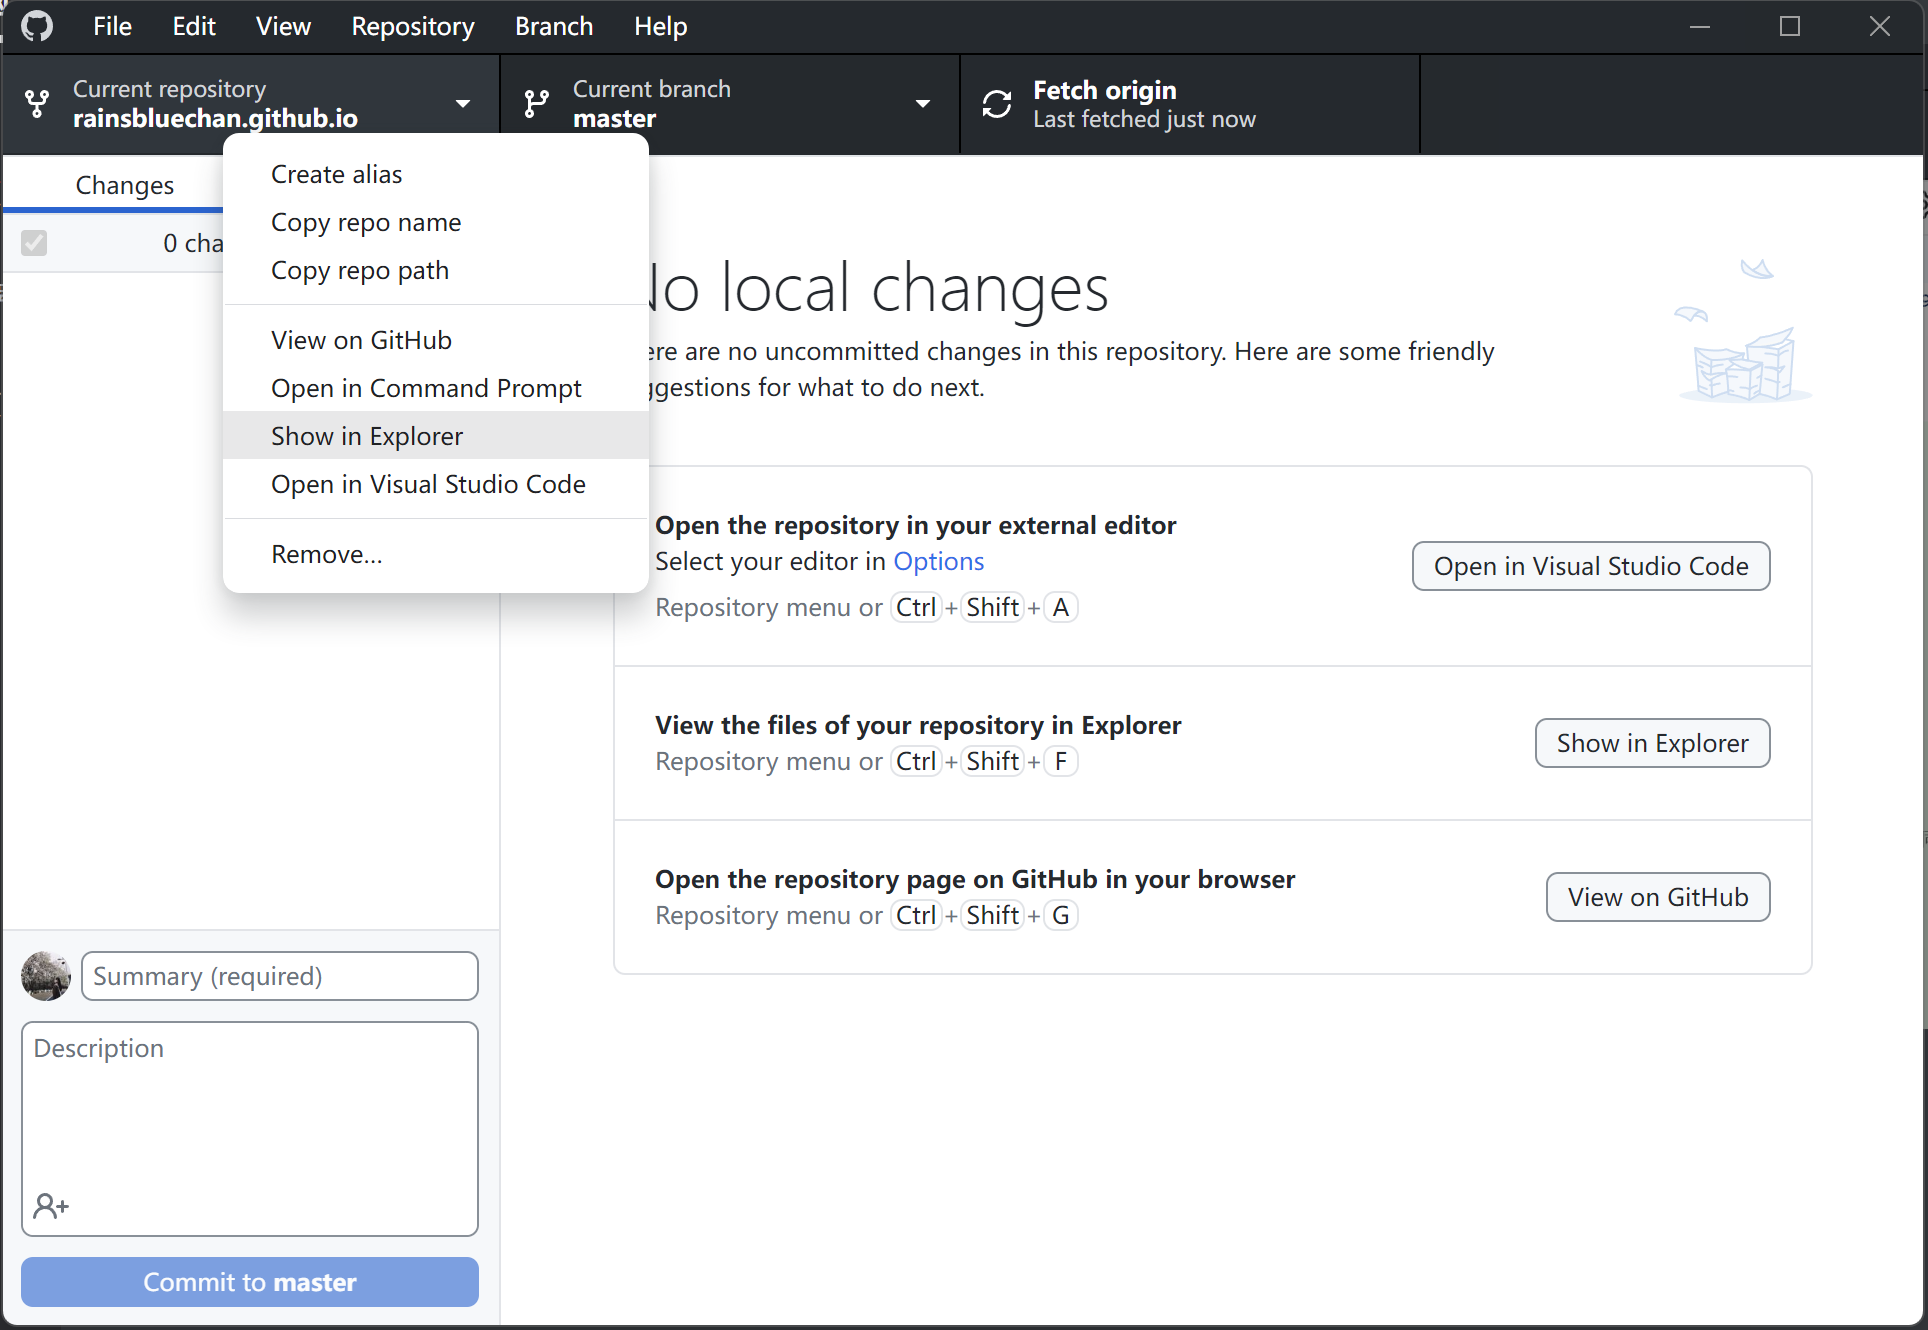 File Edit View Repository Branch Help
Current repository
rainsbluechan.github.io
Current branch
master
Fetch origin
Last fetched just now
Changes
0 cha
Create alias
Copy repo name
Copy repo path
View on GitHub
Open in Command Prompt
Show in Explorer
Open in Visual Studio Code
Remove...
No local changes
ere are no uncommitted changes in this repository. Here are some friendly
ggestions for what to do next.
Open the repository in your external editor
Select your editor in Options
Repository menu or Ctrl + Shift + A
Open in Visual Studio Code
View the files of your repository in Explorer
Repository menu or Ctrl + Shift + F
Show in Explorer
Open the repository page on GitHub in your browser
Repository menu or Ctrl + Shift + G
View on GitHub
Summary (required)
Description
Commit to master